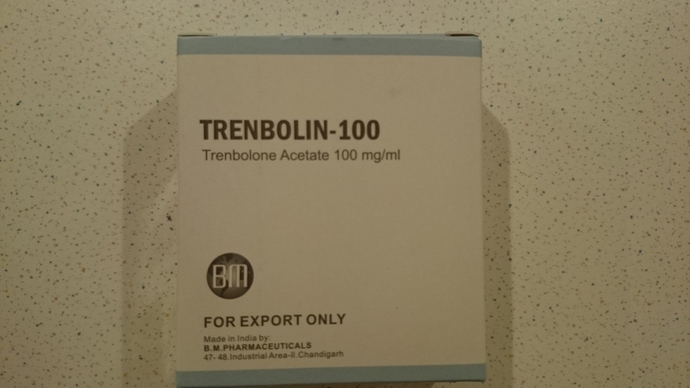 TRENBOLIN-100
Trenbolone Acetate 100 mg/ml
BM
FOR EXPORT ONLY
Made in India by:
B.M.PHARMACEUTICALS
47- 48.Industrial Area-II.Chandigarh